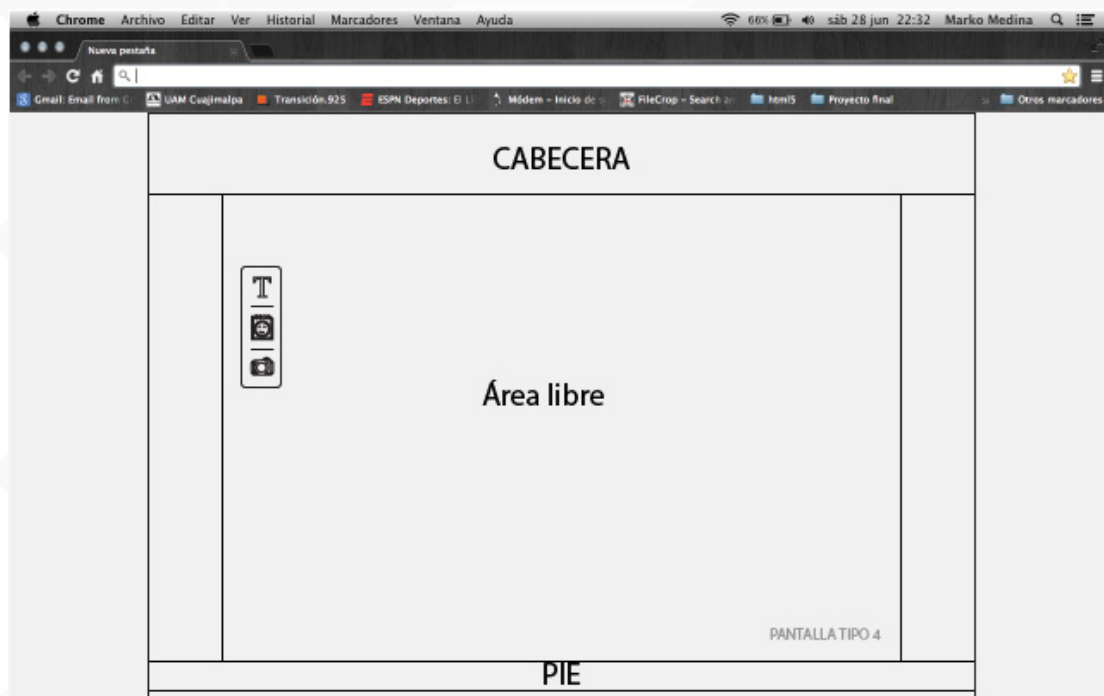 Chrome Archivo Editar Ver Historial Marcadores Ventana Ayuda 66% sáb 28 jun 22:32 Marko Medina
Nueva pestaña
Gmail: Email from G UAM Cuajimalpa Transición.925 ESPN Deportes: El Módem – Inicio de FileCrop – Search an html5 Proyecto final Otros marcadores
CABECERA
T
Área libre
PANTALLA TIPO 4
PIE